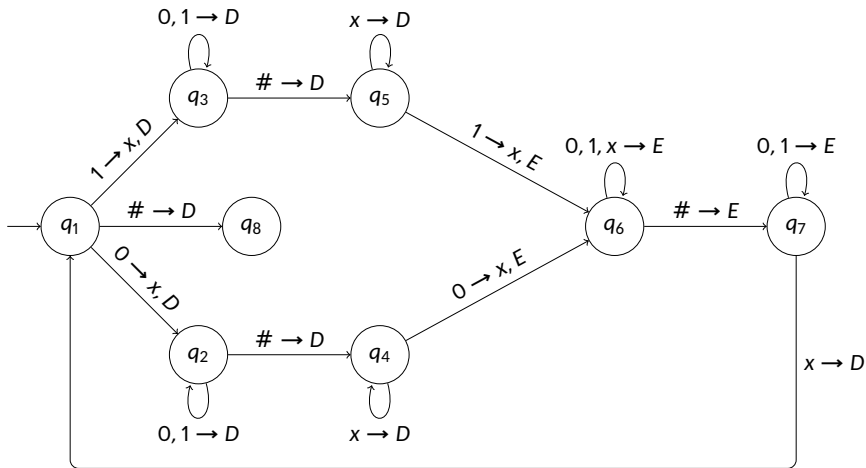 0, 1 → D
x → D
q3
# → D
q5
1 → x, D
1 → x, E
0, 1, x → E
0, 1 → E
q1
# → D
q8
q6
# → E
q7
0 → x, D
0 → x, E
q2
# → D
q4
x → D
0, 1 → D
x → D